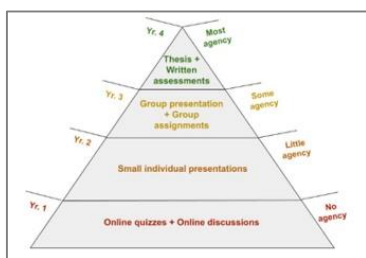 Yr. 4
Most
agency
Thesis +
Written
assessments
Yr. 3
Some
agency
Group presentation
+ Group
assignments
Yr. 2
Little
agency
Small individual presentations
Yr. 1
No
agency
Online quizzes + Online discussions